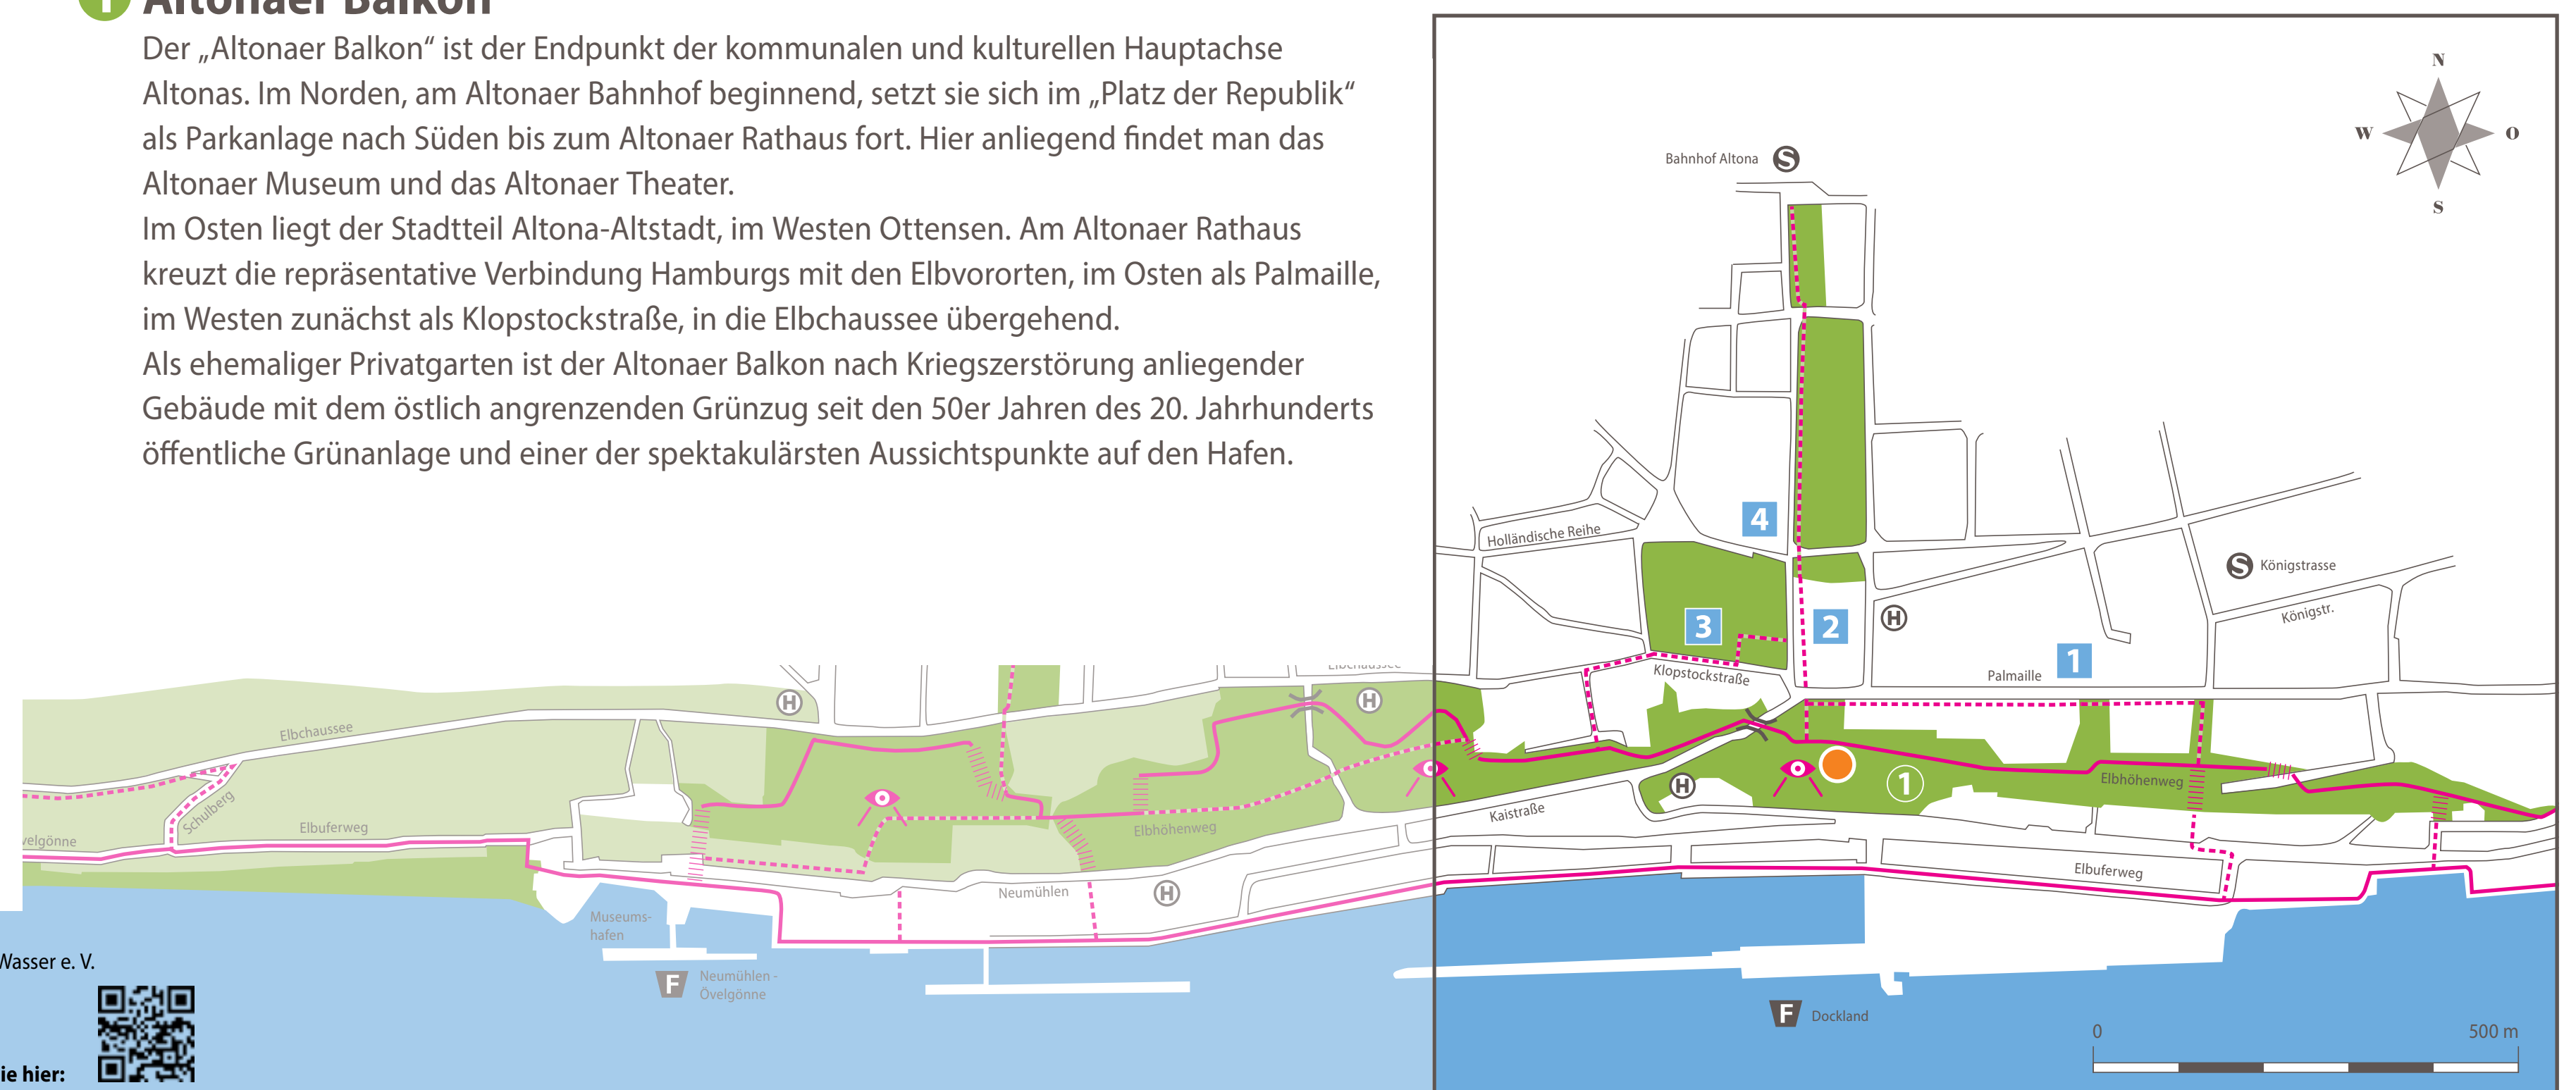 1 Altonaer Balkon
Der „Altonaer Balkon“ ist der Endpunkt der kommunalen und kulturellen Hauptachse
Altonas. Im Norden, am Altonaer Bahnhof beginnend, setzt sie sich im „Platz der Republik“
als Parkanlage nach Süden bis zum Altonaer Rathaus fort. Hier anliegend findet man das
Altonaer Museum und das Altonaer Theater.
Im Osten liegt der Stadtteil Altona-Altstadt, im Westen Ottensen. Am Altonaer Rathaus
kreuzt die repräsentative Verbindung Hamburgs mit den Elbvororten, im Osten als Palmaille,
im Westen zunächst als Klopstockstraße, in die Elbchaussee übergehend.
Als ehemaliger Privatgarten ist der Altonaer Balkon nach Kriegszerstörung anliegender
Gebäude mit dem östlich angrenzenden Grünzug seit den 50er Jahren des 20. Jahrhunderts
öffentliche Grünanlage und einer der spektakulärsten Aussichtspunkte auf den Hafen.
N
W
O
S
Bahnhof Altona S
4
Holländische Reihe
S Königstrasse
Königstr.
3
2
H
1
Klopstockstraße
Palmaille
Elbchaussee
H
H
Elbchaussee
Schulberg
Elbuferweg
velgönne
Elbhöhenweg
H
1
Elbhöhenweg
Kaistraße
Elbuferweg
Neumühlen
H
Museums-
hafen
F
Neumühlen -
Övelgönne
F Dockland
0
500 m
Wasser e. V.
ie hier: